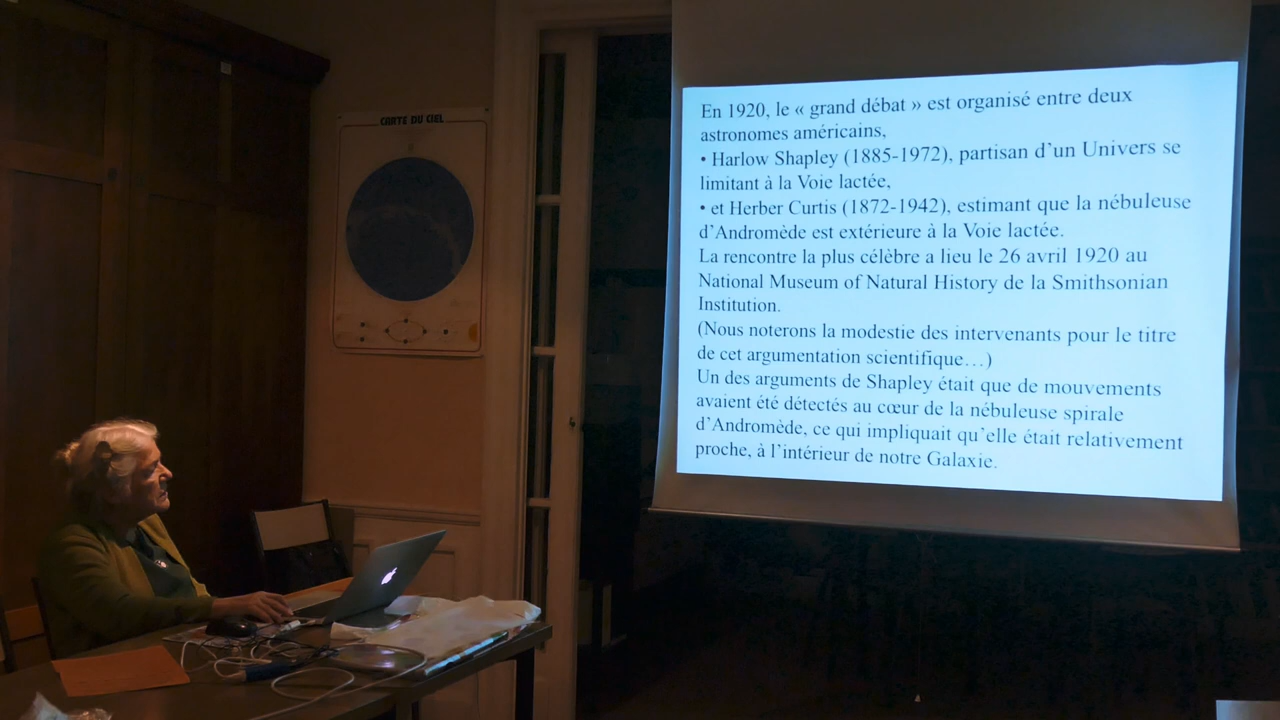 CARTE DU CIEL
En 1920, le « grand débat » est organisé entre deux
astronomes américains,
• Harlow Shapley (1885-1972), partisan d’un Univers se
limitant à la Voie lactée,
• et Herber Curtis (1872-1942), estimant que la nébuleuse
d’Andromède est extérieure à la Voie lactée.
La rencontre la plus célèbre a lieu le 26 avril 1920 au
National Museum of Natural History de la Smithsonian
Institution.
(Nous noterons la modestie des intervenants pour le titre
de cet argumentation scientifique…)
Un des arguments de Shapley était que de mouvements
avaient été détectés au cœur de la nébuleuse spirale
d’Andromède, ce qui impliquait qu’elle était relativement
proche, à l’intérieur de notre Galaxie.